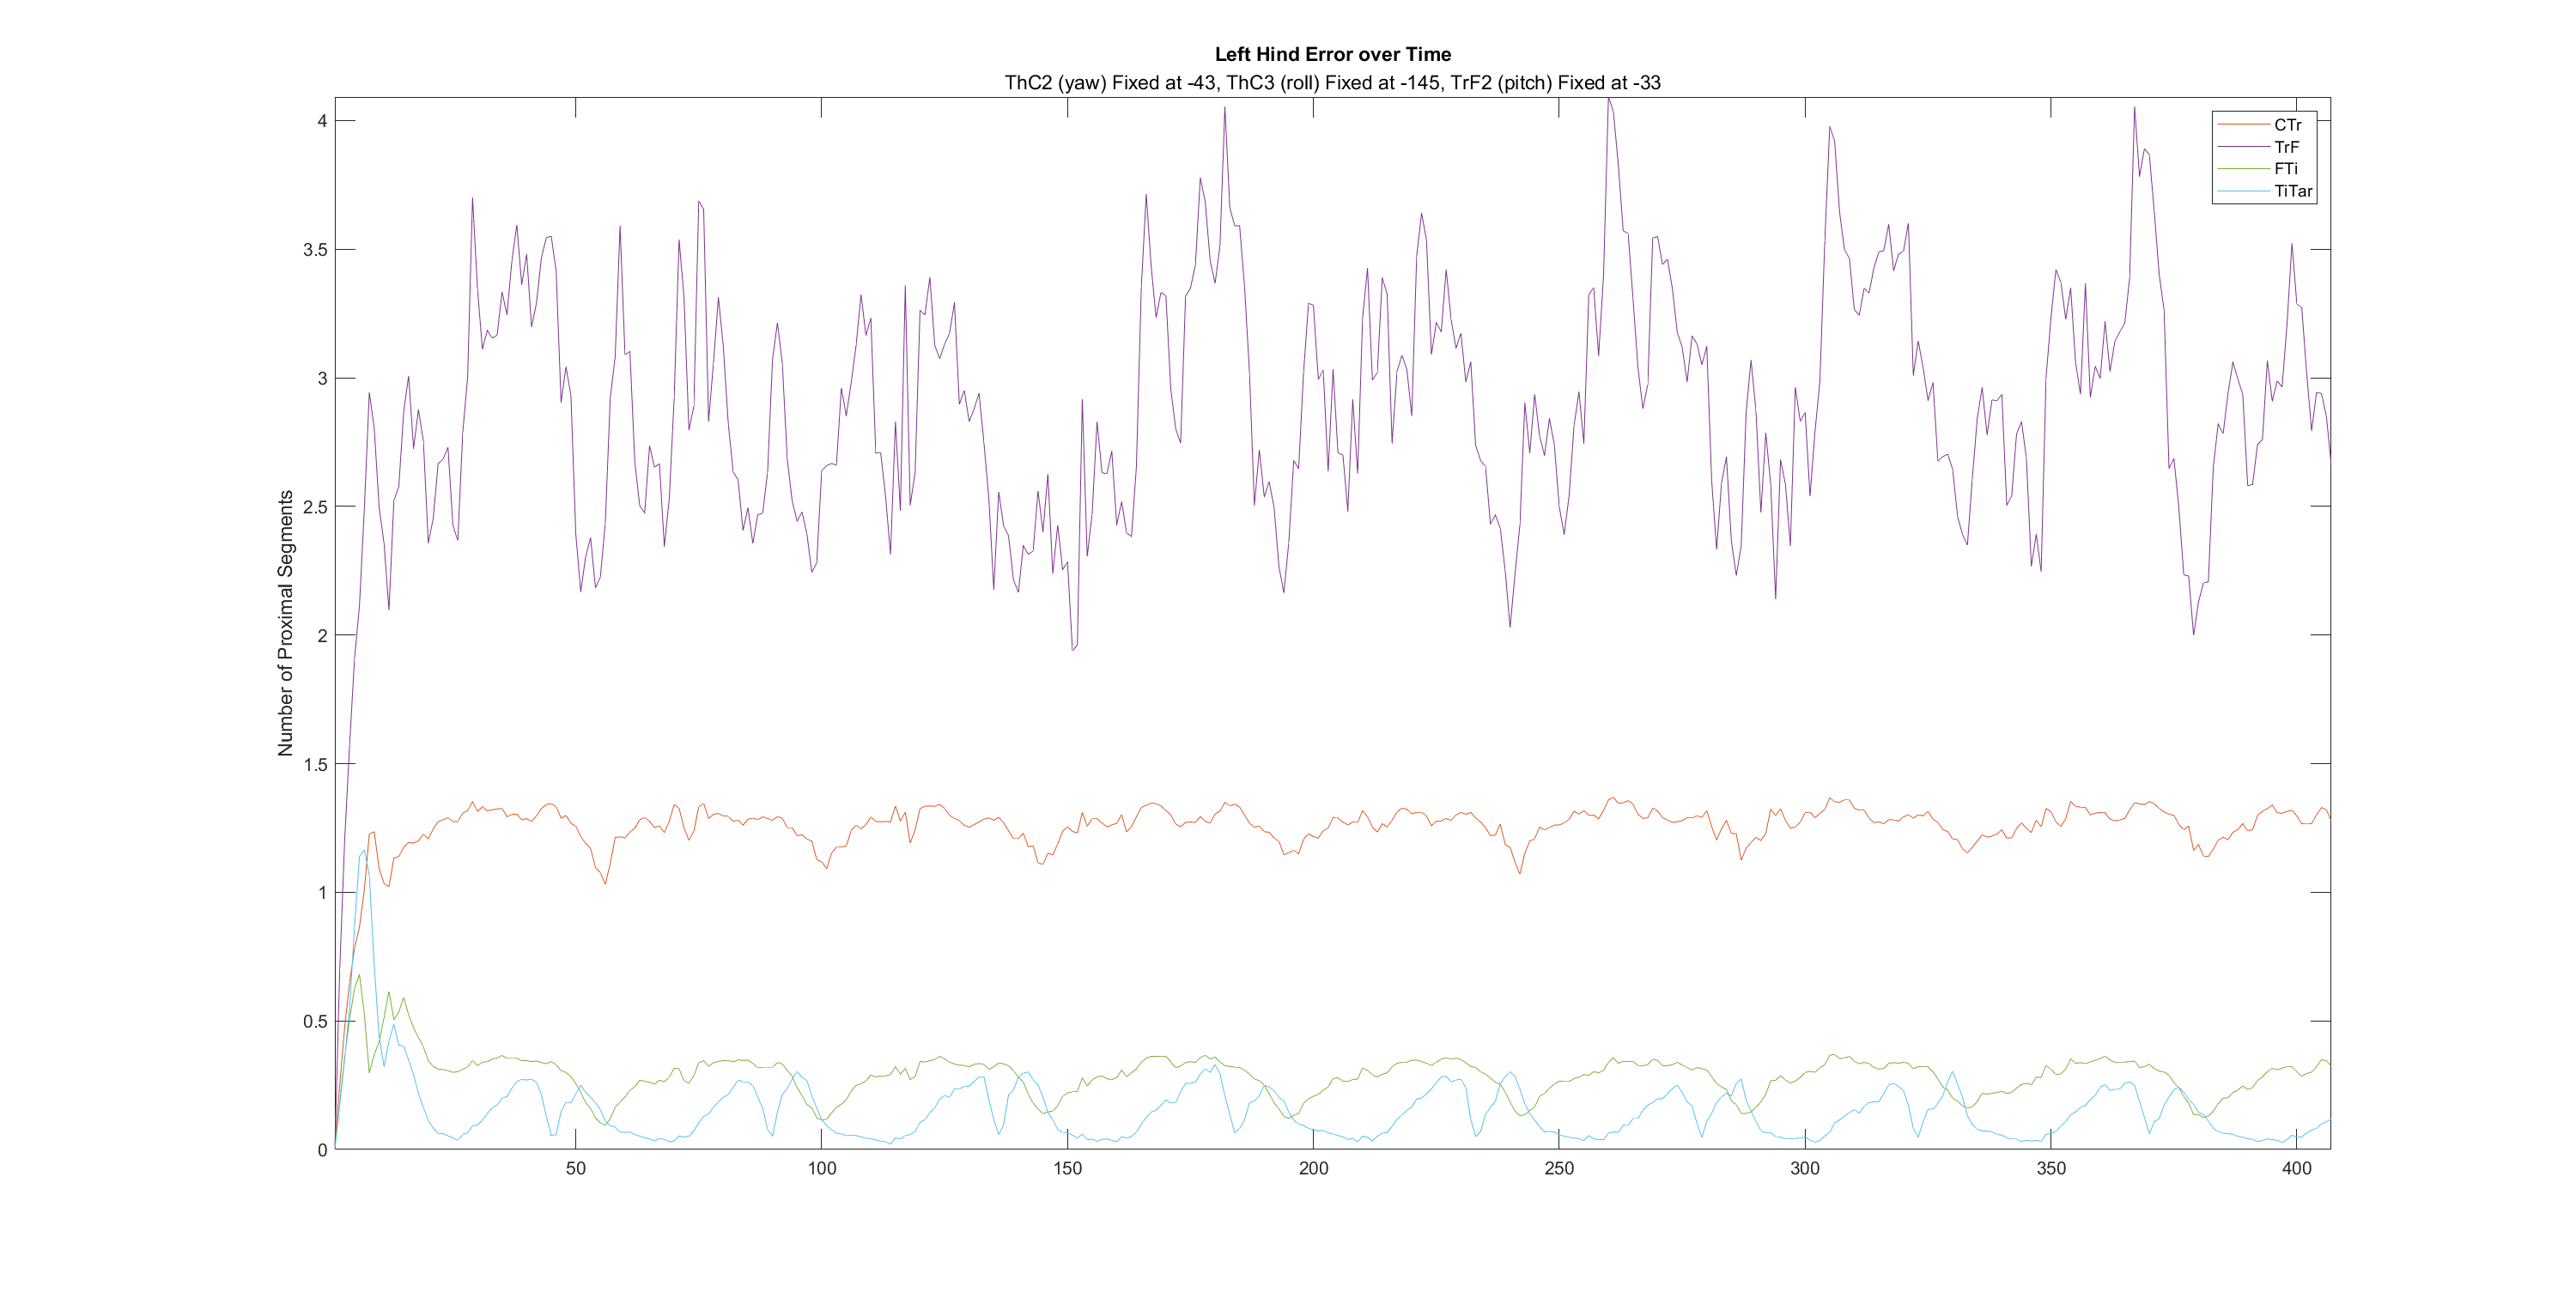 Left Hind Error over Time
ThC2 (yaw) Fixed at -43, ThC3 (roll) Fixed at -145, TrF2 (pitch) Fixed at -33
CTr
TrF
FTi
TiTar
Number of Proximal Segments
4
3.5
3
2.5
2
1.5
1
0.5
0
50 100 150 200 250 300 350 400